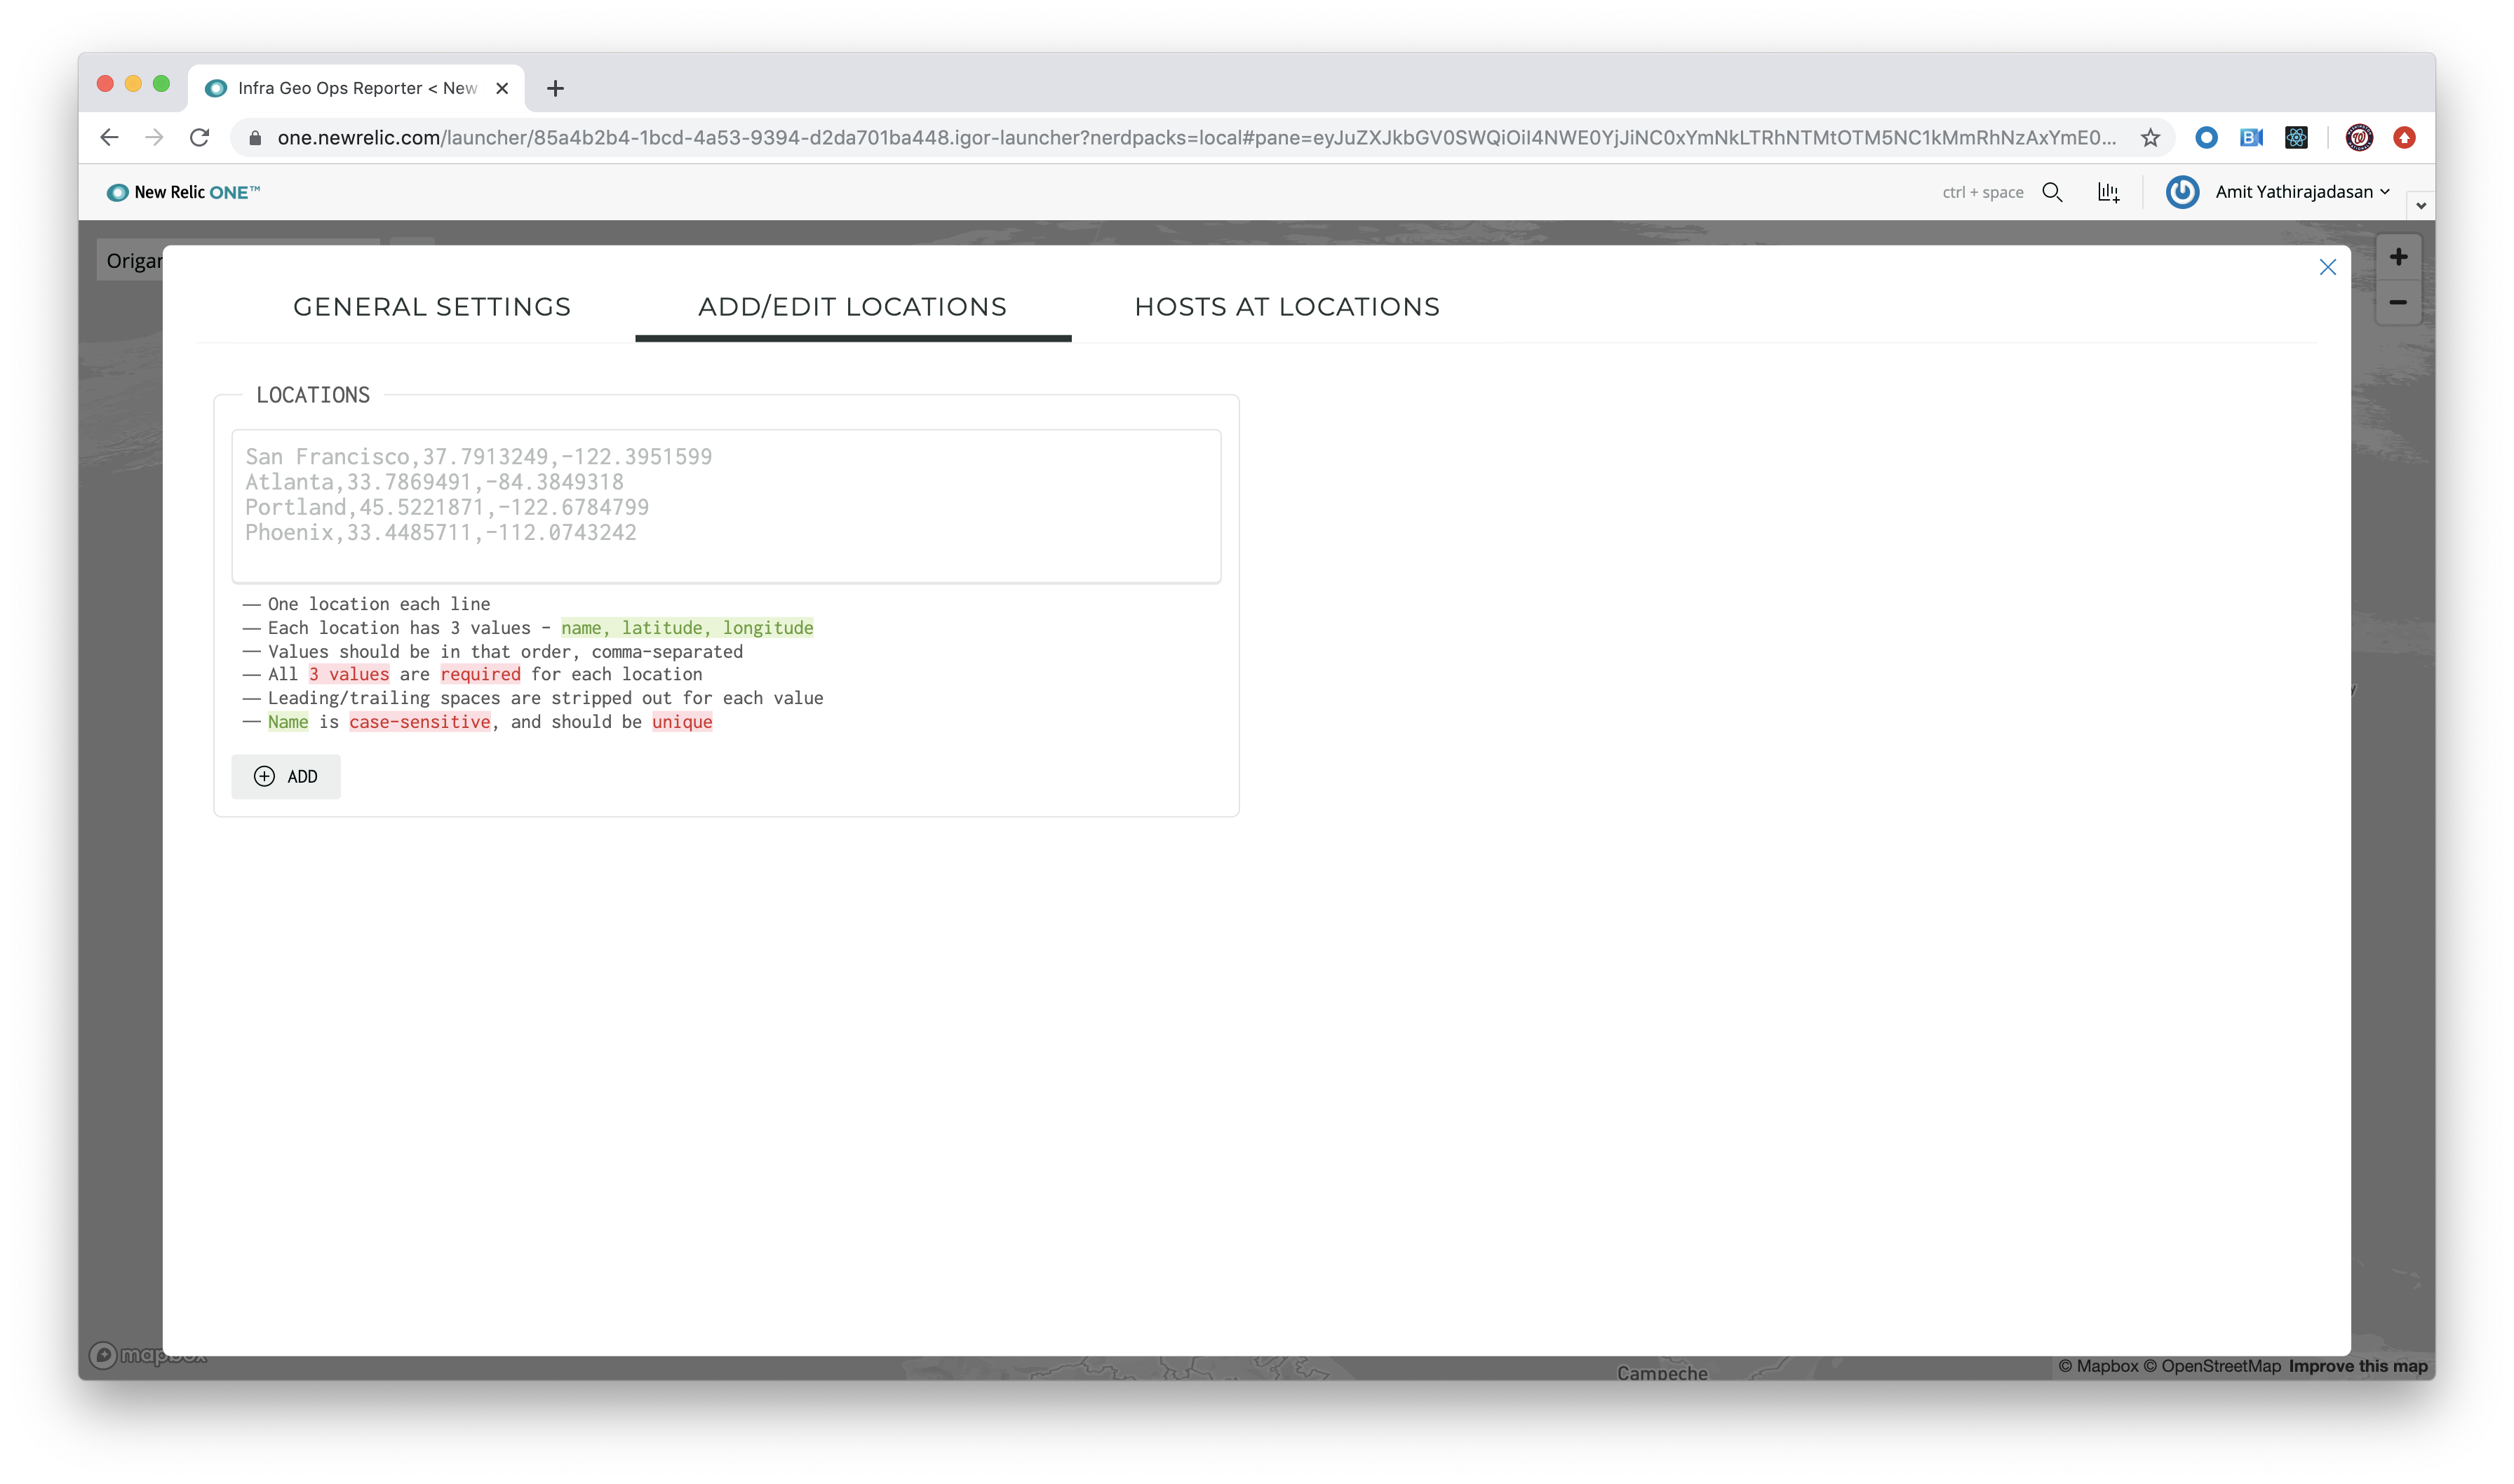 Infra Geo Ops Reporter < New
one.newrelic.com/launcher/85a4b2b4-1bcd-4a53-9394-d2da701ba448.igor-launcher?nerdpacks=local#pane=eyJuZXJkbGV0SWQiOiI4NWE0YjJiNC0xYmNkLTRhNTMtOTM5NC1kMmRhNzAxYmE0...
New Relic ONE™
ctrl + space
Amit Yathirajadasan
GENERAL SETTINGS
ADD/EDIT LOCATIONS
HOSTS AT LOCATIONS
LOCATIONS
San Francisco,37.7913249,-122.3951599
Atlanta,33.7869491,-84.3849318
Portland,45.5221871,-122.6784799
Phoenix,33.4485711,-112.0743242
— One location each line
— Each location has 3 values - name, latitude, longitude
— Values should be in that order, comma-separated
— All 3 values are required for each location
— Leading/trailing spaces are stripped out for each value
— Name is case-sensitive, and should be unique
ADD
mapbox
Campeche
© Mapbox © OpenStreetMap Improve this map